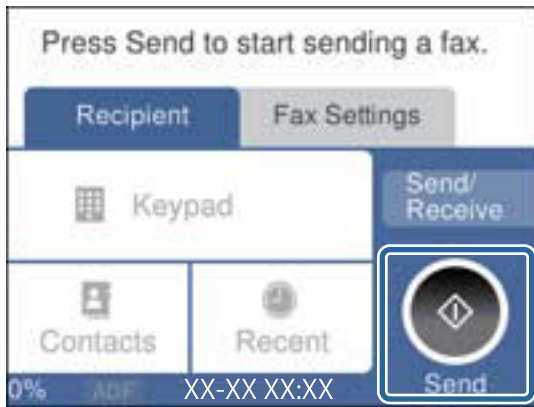 Press Send to start sending a fax.
Recipient
Fax Settings
Keypad
Send/
Receive
Contacts
Recent
Send
0%
ADF
XX-XX XX:XX